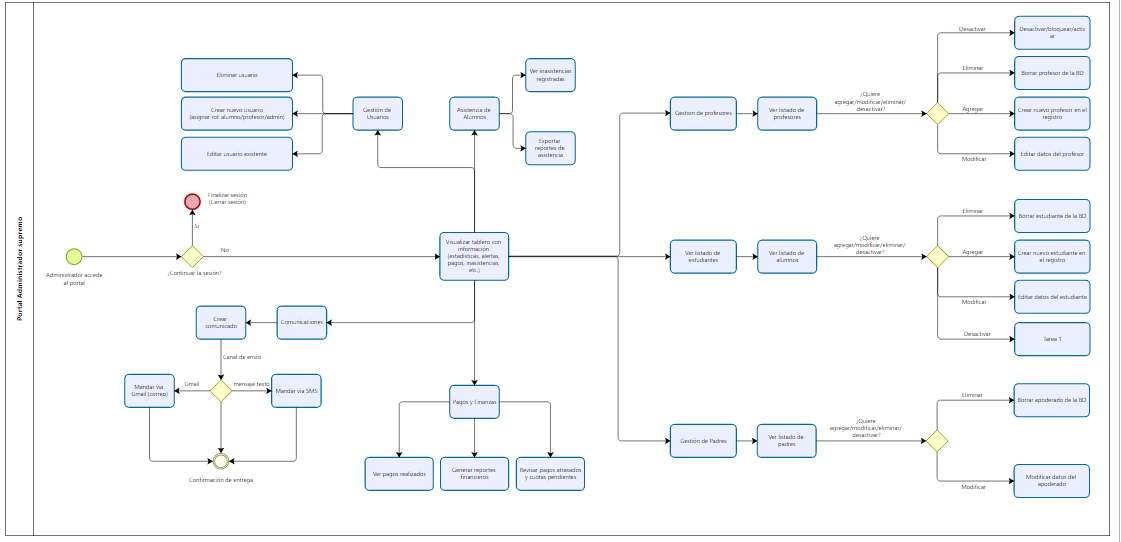 Portal Administrador supremo
Administrador accede
al portal
¿Continuar la sesión?
Si
No
Finalizar sesión
(Cerrar sesión)
Eliminar usuario
Crear nuevo usuario
(asignar rol: alumno/profesor/admin)
Editar usuario existente
Gestión de
Usuarios
Asistencia de
Alumnos
Ver inasistencias
registradas
Exportar
reportes de
asistencia
Visualizar tablero con
información
(estadísticas, alertas,
pagos, inasistencias,
etc.)
Comunicaciones
Crear
comunicado
Canal de envío
Gmail
mensaje testo
Mandar via
Gmail (correo)
Mandar via SMS
Confirmación de entrega
Pagos y Finanzas
Ver pagos realizados
Generar reportes
financieros
Revisar pagos atrasados
y cuotas pendientes
Gestion de profesores
Ver listado de
profesores
¿Quiere
agregar/modificar/eliminar/
desactivar?
Desactivar
Eliminar
Agregar
Modificar
Desactivar/bloquear/activ
ar
Borrar profesor de la BD
Crear nuevo profesor en el
registro
Editar datos del profesor
Ver listado de
estudiantes
Ver listado de
alumnos
¿Quiere
agregar/modificar/eliminar/
desactivar?
Eliminar
Agregar
Modificar
Desactivar
Borrar estudiante de la BD
Crear nuevo estudiante en
el registro
Editar datos del estudiante
Tarea 1
Gestión de Padres
Ver listado de
padres
¿Quiere
agregar/modificar/eliminar/
desactivar?
Eliminar
Modificar
Borrar apoderado de la BD
Modificar datos del
apoderado